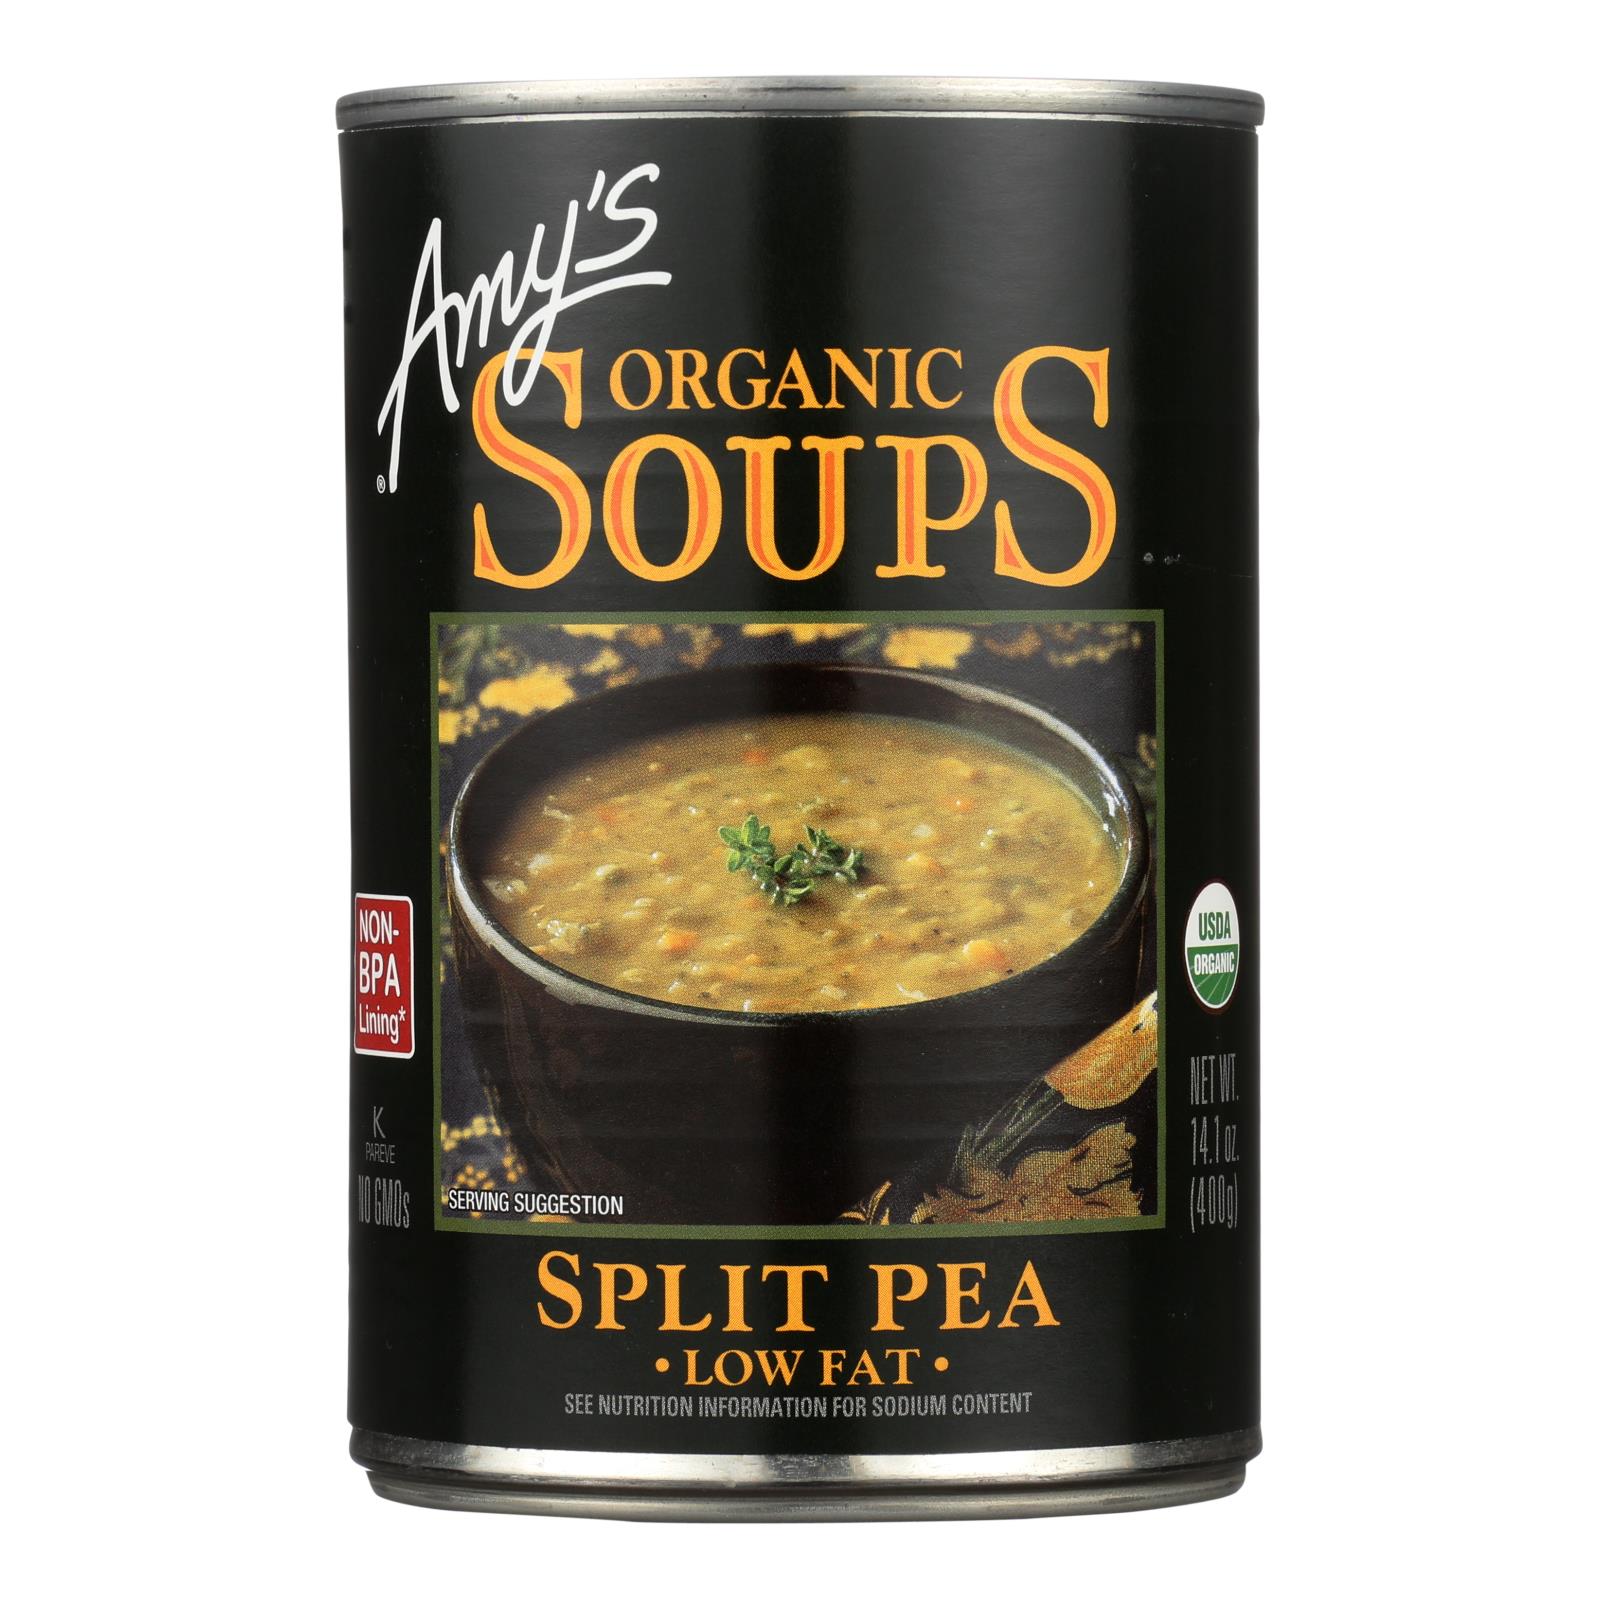 Amy's
®
ORGANIC
SOUPS
NON-
BPA
Lining*
K
PAREVE
NO GMOs
USDA
ORGANIC
NET WT.
14.1 oz.
(400g)
SERVING SUGGESTION
SPLIT PEA
• LOW FAT •
SEE NUTRITION INFORMATION FOR SODIUM CONTENT